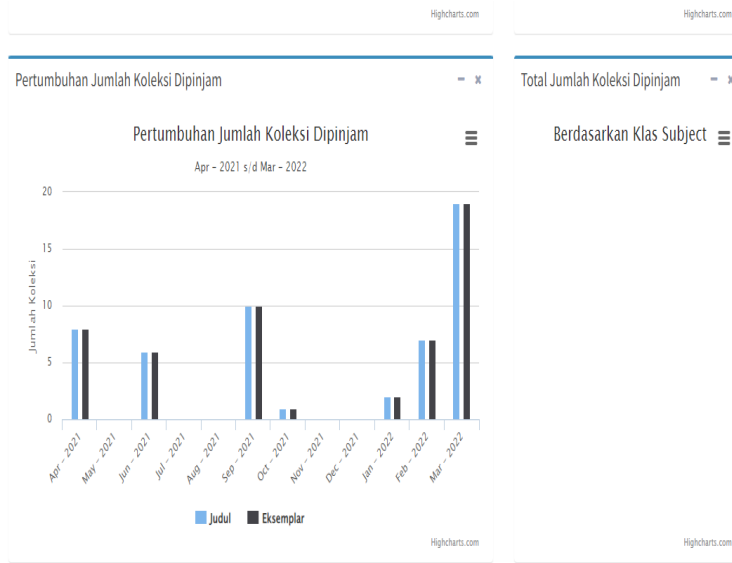 Highcharts.com
Highcharts.com
Pertumbuhan Jumlah Koleksi Dipinjam
Total Jumlah Koleksi Dipinjam
Pertumbuhan Jumlah Koleksi Dipinjam
Berdasarkan Klas Subject
Apr - 2021 s/d Mar - 2022
Jumlah Koleksi
20
15
10
5
0
Apr - 2021
May - 2021
Jun - 2021
Jul - 2021
Aug - 2021
Sep - 2021
Oct - 2021
Nov - 2021
Dec - 2021
Jan - 2022
Feb - 2022
Mar - 2022
Judul
Eksemplar
Highcharts.com
Highcharts.com